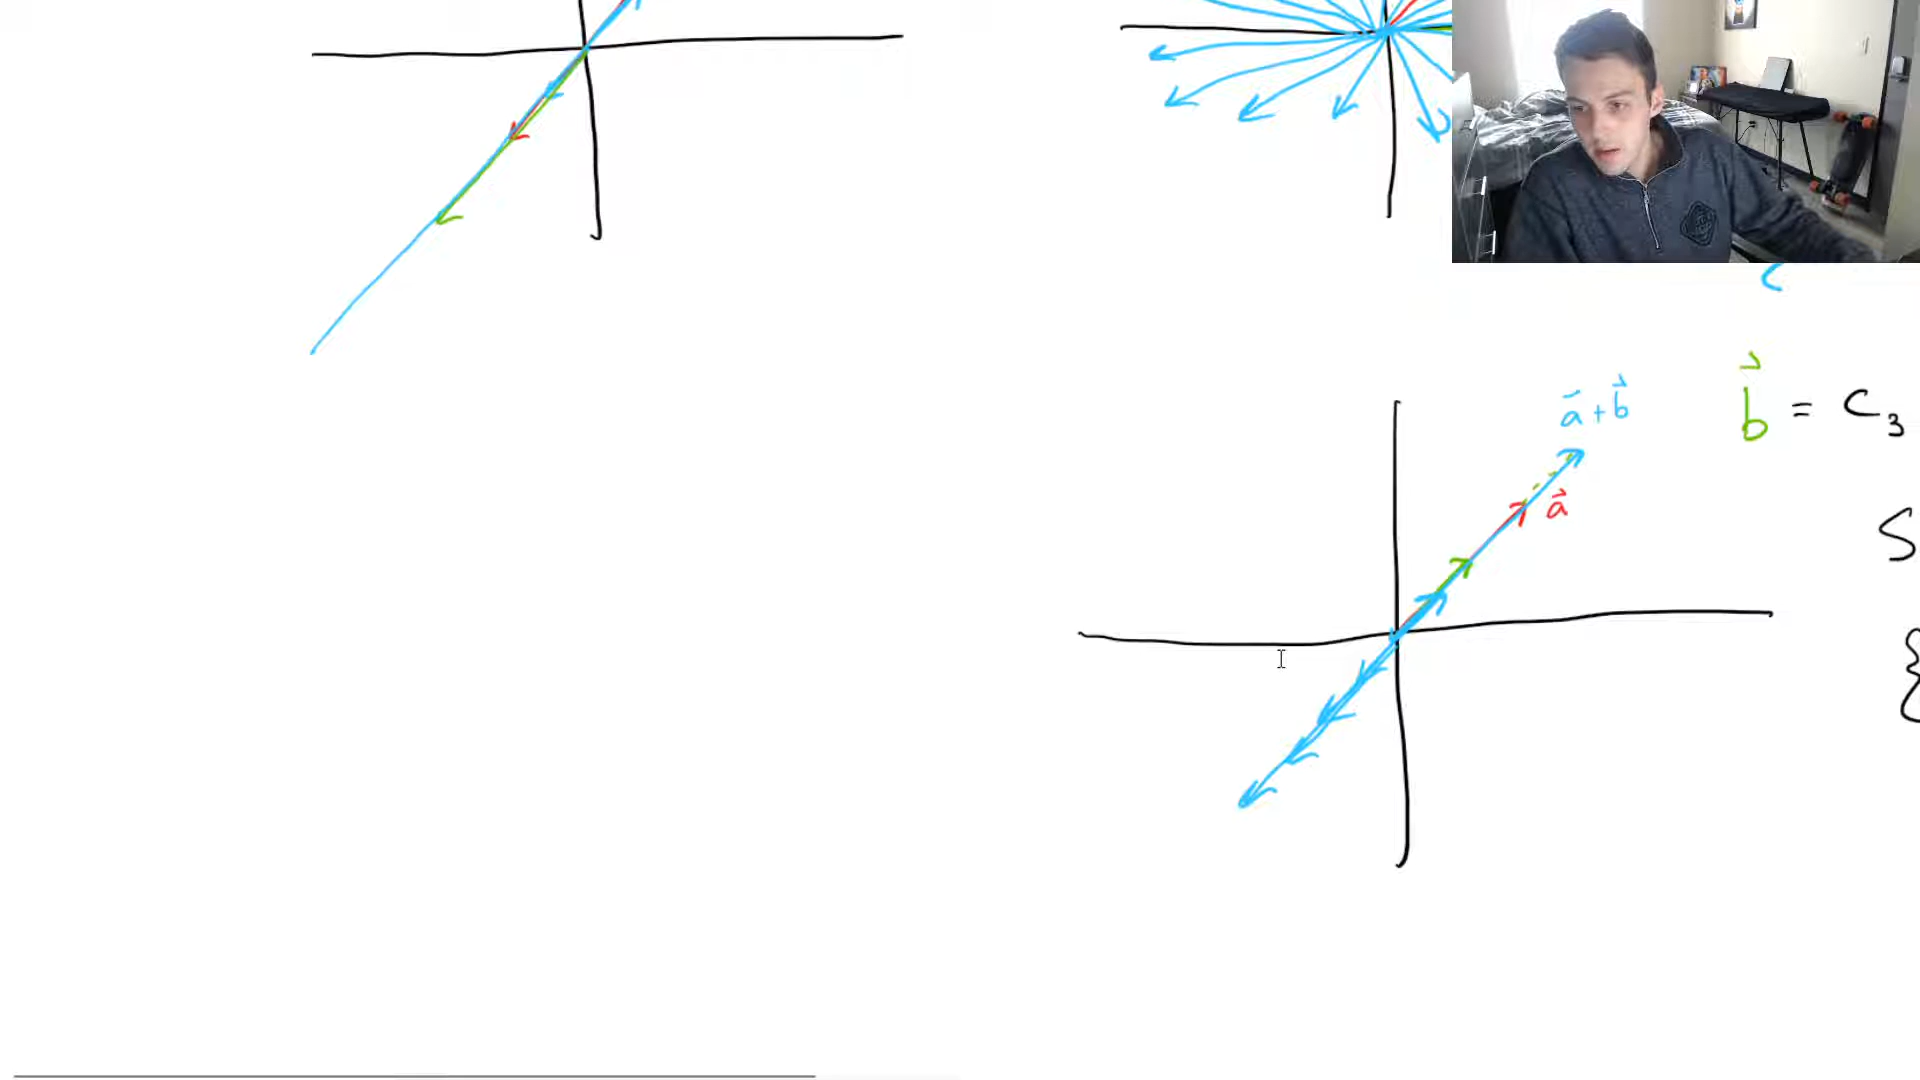 a⃗ + b⃗
b⃗ = c₃
a⃗
S
{